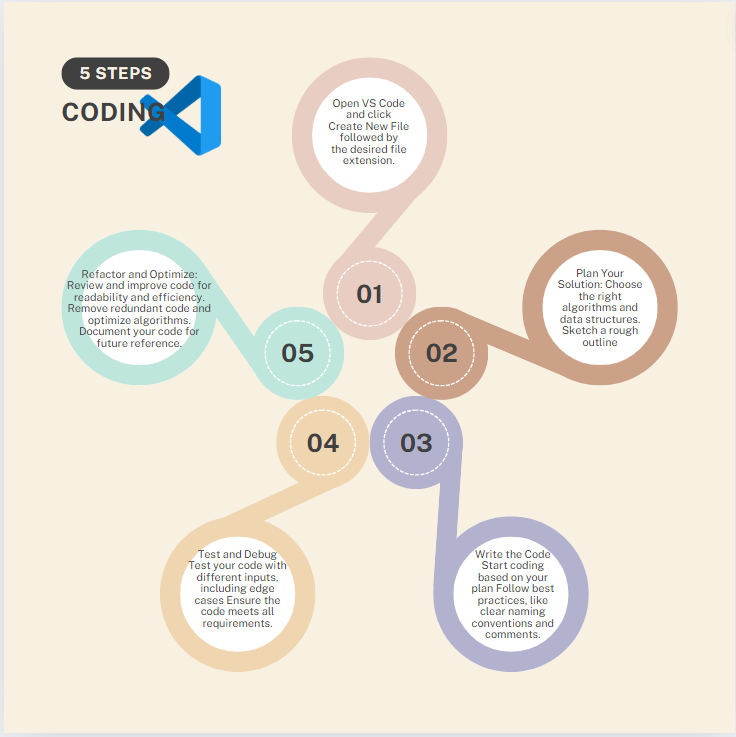 5 STEPS
CODING
Open VS Code
and click
Create New File
followed by
the desired file
extension.
01
Plan Your
Solution: Choose
the right
algorithms and
data structures.
Sketch a rough
outline
02
Write the Code
Start coding
based on your
plan Follow best
practices, like
clear naming
conventions and
comments.
03
Test and Debug
Test your code with
different inputs,
including edge
cases Ensure the
code meets all
requirements.
04
Refactor and Optimize:
Review and improve code for
readability and efficiency.
Remove redundant code and
optimize algorithms.
Document your code for
future reference.
05